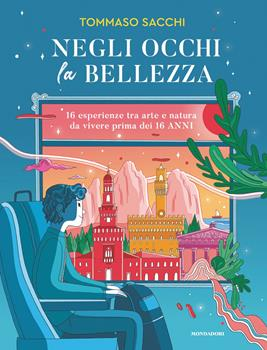 TOMMASO SACCHI
NEGLI OCCHI
la BELLEZZA
16 esperienze tra arte e natura
da vivere prima dei 16 ANNI
MONDADORI